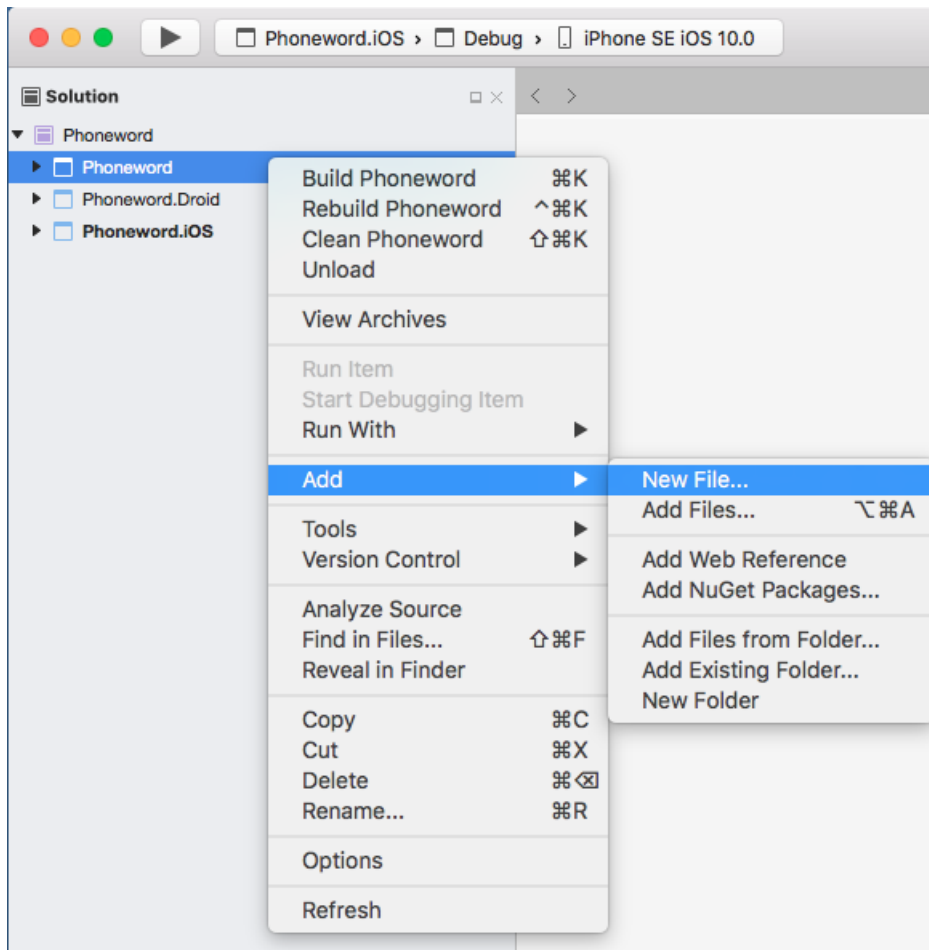 Phoneword.iOS › Debug › iPhone SE iOS 10.0
Solution
Phoneword
Phoneword
Phoneword.Droid
Phoneword.iOS
Build Phoneword ⌘K
Rebuild Phoneword ^⌘K
Clean Phoneword ⇧⌘K
Unload
View Archives
Run Item
Start Debugging Item
Run With
Add
New File...
Add Files... ⌥⌘A
Tools
Version Control
Add Web Reference
Add NuGet Packages...
Analyze Source
Find in Files... ⇧⌘F
Reveal in Finder
Add Files from Folder...
Add Existing Folder...
New Folder
Copy ⌘C
Cut ⌘X
Delete ⌘⌫
Rename... ⌘R
Options
Refresh